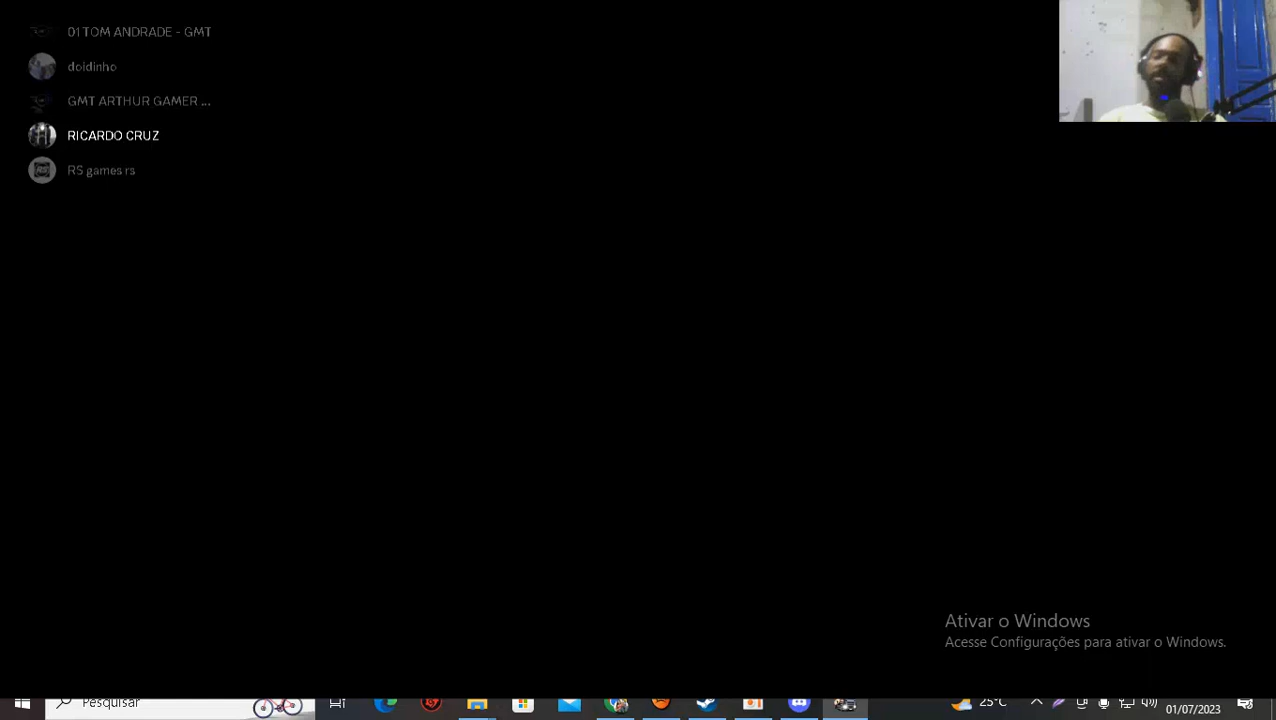 01 TOM ANDRADE - GMT
doidinho
GMT ARTHUR GAMER ...
RICARDO CRUZ
RS games rs
Ativar o Windows
Acesse Configurações para ativar o Windows.
Pesquisar
25°C
01/07/2023